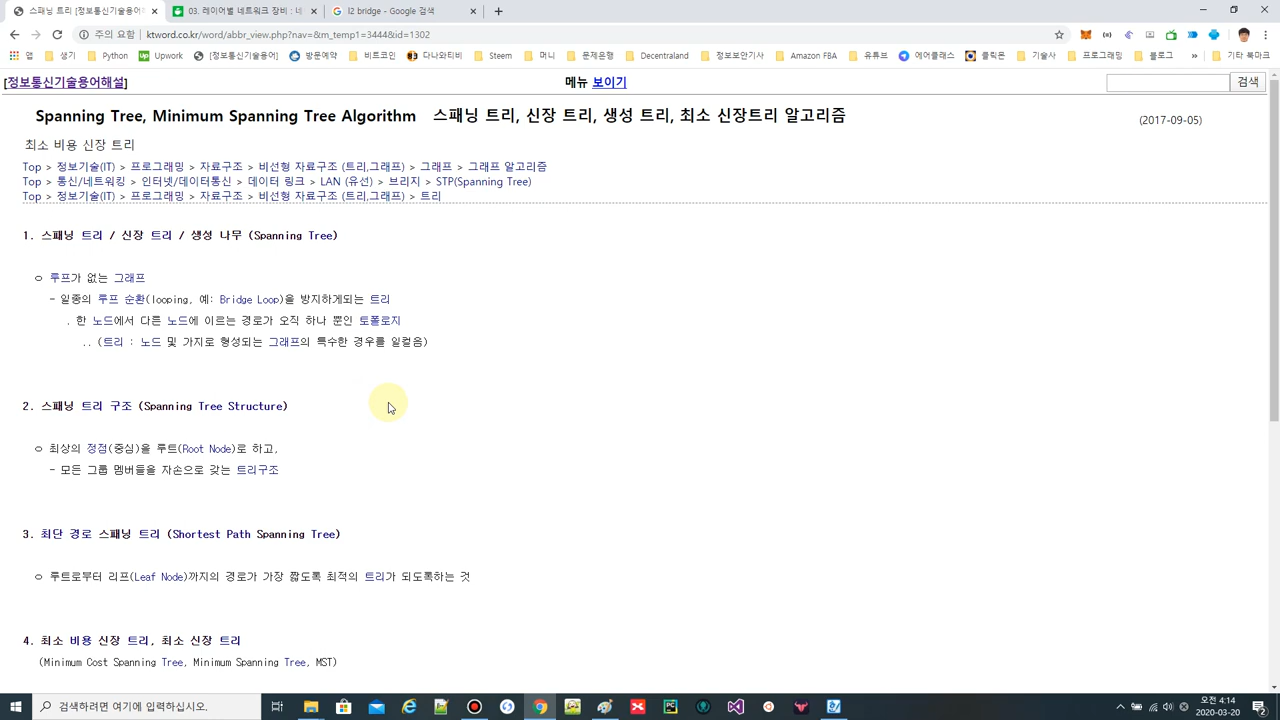 스패닝 트리 [정보통신기술용어해설]
03. 레이어별 네트워크 장비 : 네
l2 bridge - Google 검색
주의 요함
ktword.co.kr/word/abbr_view.php?nav=&m_temp1=3444&id=1302
앱
생기
Python
Upwork
[정보통신기술용어]
방문예약
비트코인
다나와티비
Steem
머니
문제은행
Decentraland
정보보안기사
Amazon FBA
유튜브
에어클래스
클릭몬
기술사
프로그래밍
블로그
»
기타 북마크
[정보통신기술용어해설]
메뉴 보이기
검색
Spanning Tree, Minimum Spanning Tree Algorithm 스패닝 트리, 신장 트리, 생성 트리, 최소 신장트리 알고리즘
(2017-09-05)
최소 비용 신장 트리
Top > 정보기술(IT) > 프로그래밍 > 자료구조 > 비선형 자료구조 (트리,그래프) > 그래프 > 그래프 알고리즘
Top > 통신/네트워킹 > 인터넷/데이터통신 > 데이터 링크 > LAN (유선) > 브리지 > STP(Spanning Tree)
Top > 정보기술(IT) > 프로그래밍 > 자료구조 > 비선형 자료구조 (트리,그래프) > 트리
1. 스패닝 트리 / 신장 트리 / 생성 나무 (Spanning Tree)
ㅇ 루프가 없는 그래프
- 일종의 루프 순환(looping, 예: Bridge Loop)을 방지하게되는 트리
. 한 노드에서 다른 노드에 이르는 경로가 오직 하나 뿐인 토폴로지
.. (트리 : 노드 및 가지로 형성되는 그래프의 특수한 경우를 일컬음)
2. 스패닝 트리 구조 (Spanning Tree Structure)
ㅇ 최상의 정점(중심)을 루트(Root Node)로 하고,
- 모든 그룹 멤버들을 자손으로 갖는 트리구조
3. 최단 경로 스패닝 트리 (Shortest Path Spanning Tree)
ㅇ 루트로부터 리프(Leaf Node)까지의 경로가 가장 짧도록 최적의 트리가 되도록하는 것
4. 최소 비용 신장 트리, 최소 신장 트리
(Minimum Cost Spanning Tree, Minimum Spanning Tree, MST)
검색하려면 여기에 입력하십시오.
오전 4:14
2020-03-20